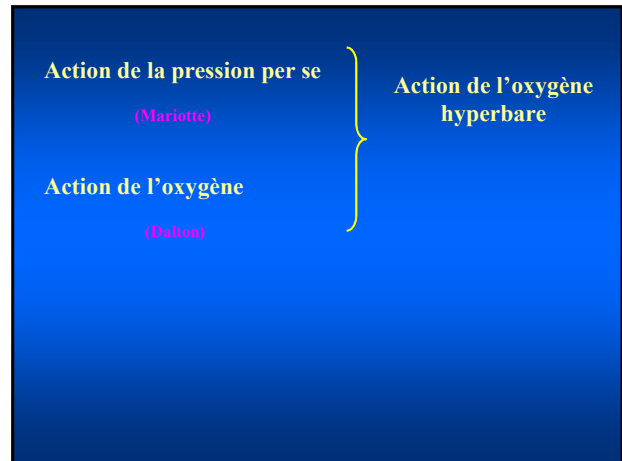 Action de la pression per se
(Mariotte)
Action de l’oxygène
(Dalton)
Action de l’oxygène
hyperbare